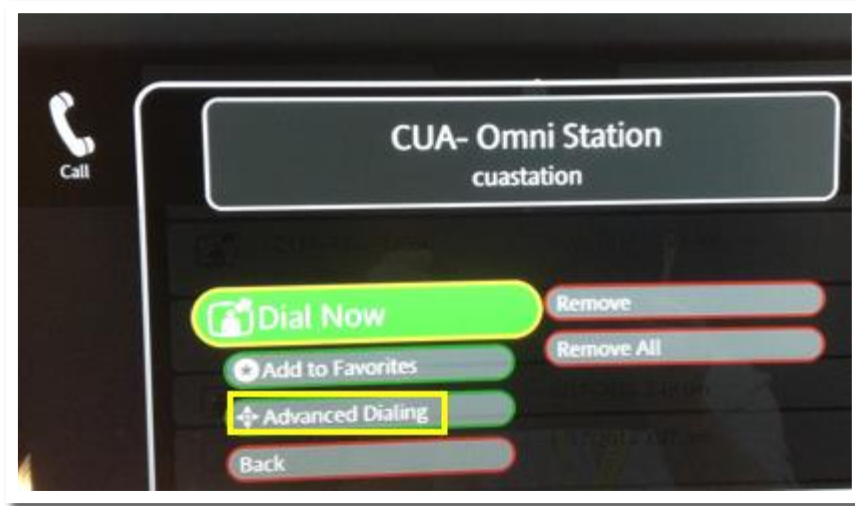 CUA- Omni Station
cuastation
Call
Dial Now
Remove
Add to Favorites
Remove All
Advanced Dialing
Back